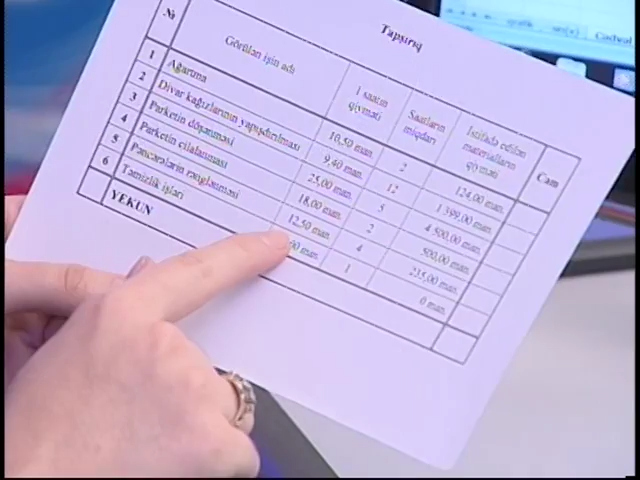 Tapşırıq
№ Görülən işin adı 1 saatın qiyməti Saatların miqdarı İstifadə edilən materialların qiyməti Cəm
1 Ağartma 10,50 man. 2 124,00 man.
2 Divar kağızlarının yapışdırılması 9,40 man. 12 1 399,00 man.
3 Parketin döşənməsi 25,00 man. 5 4 500,00 man.
4 Parketin cilalanması 18,00 man. 2 500,00 man.
5 Pəncərələrin rənglənməsi 12,50 man. 4 235,00 man.
6 Təmizlik işləri 00 man. 1 0 man.
YEKUN